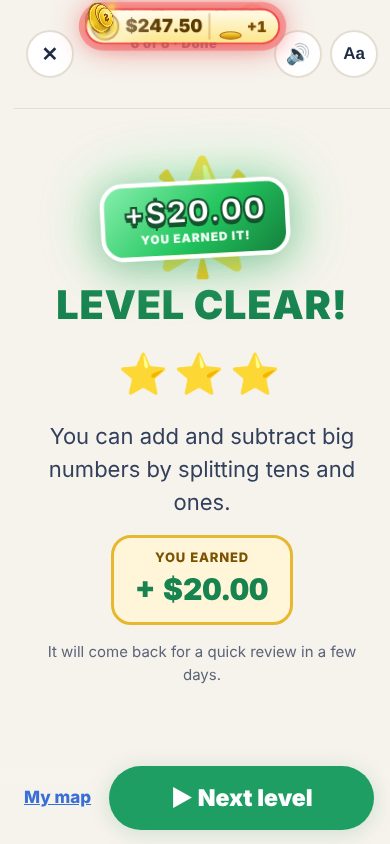 $247.50 +1
6 of 6 · Done
✕
Aa
+$20.00
YOU EARNED IT!
LEVEL CLEAR!
You can add and subtract big
numbers by splitting tens and
ones.
YOU EARNED
+ $20.00
It will come back for a quick review in a few
days.
My map
▶ Next level